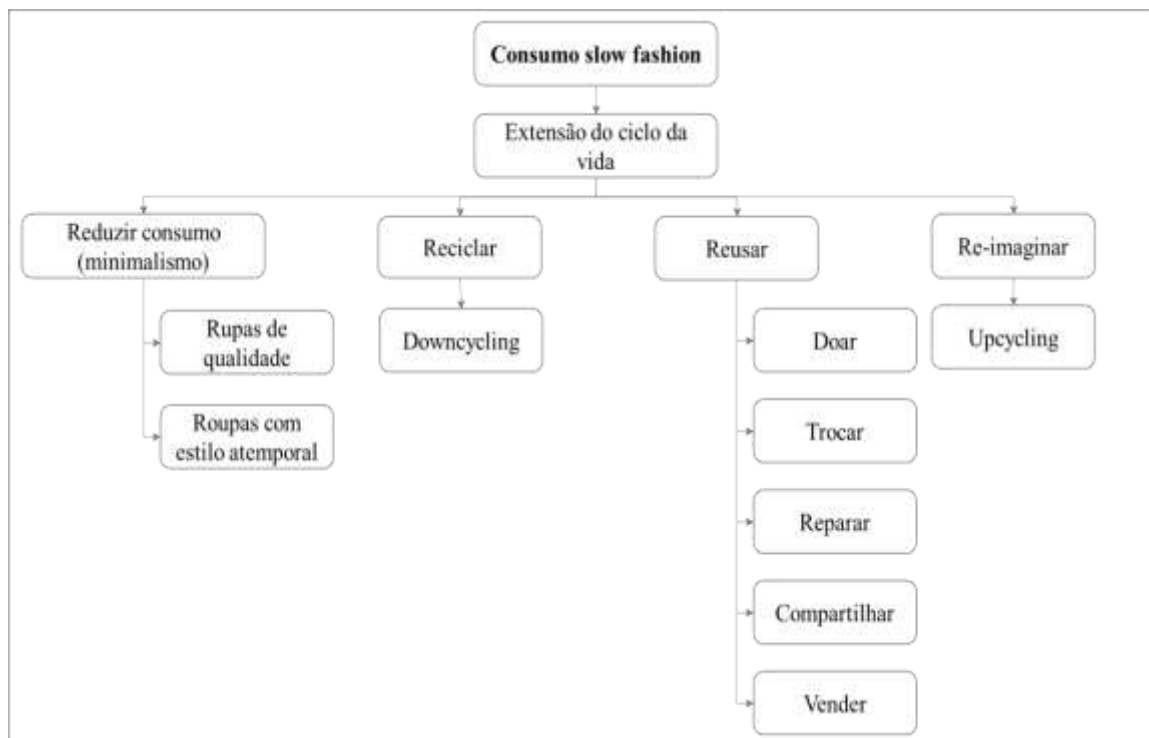 Consumo slow fashion
Extensão do ciclo da
vida
Reduzir consumo
(minimalismo)
Reciclar
Reusar
Re-imaginar
Rupas de
qualidade
Downcycling
Doar
Upcycling
Roupas com
estilo atemporal
Trocar
Reparar
Compartilhar
Vender